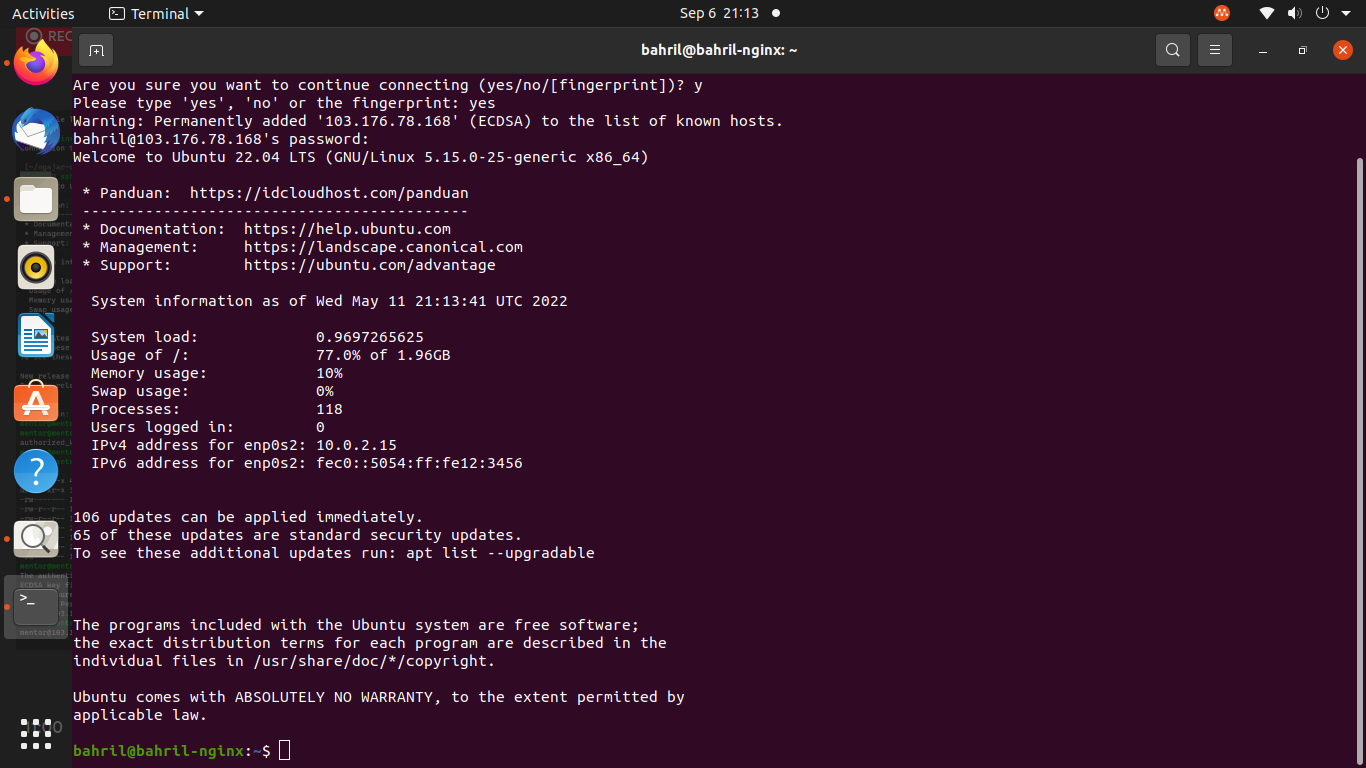 Activities
Terminal
Sep 6 21:13
REC
bahril@bahril-nginx: ~
Are you sure you want to continue connecting (yes/no/[fingerprint])? y
Please type 'yes', 'no' or the fingerprint: yes
Warning: Permanently added '103.176.78.168' (ECDSA) to the list of known hosts.
bahril@103.176.78.168's password:
Welcome to Ubuntu 22.04 LTS (GNU/Linux 5.15.0-25-generic x86_64)
* Panduan: https://idcloudhost.com/panduan
-------------------------------------------
* Documentation: https://help.ubuntu.com
* Management: https://landscape.canonical.com
* Support: https://ubuntu.com/advantage
System information as of Wed May 11 21:13:41 UTC 2022
System load: 0.9697265625
Usage of /: 77.0% of 1.96GB
Memory usage: 10%
Swap usage: 0%
Processes: 118
Users logged in: 0
IPv4 address for enp0s2: 10.0.2.15
IPv6 address for enp0s2: fec0::5054:ff:fe12:3456
106 updates can be applied immediately.
65 of these updates are standard security updates.
To see these additional updates run: apt list --upgradable
The programs included with the Ubuntu system are free software;
the exact distribution terms for each program are described in the
individual files in /usr/share/doc/*/copyright.
Ubuntu comes with ABSOLUTELY NO WARRANTY, to the extent permitted by
applicable law.
bahril@bahril-nginx:~$